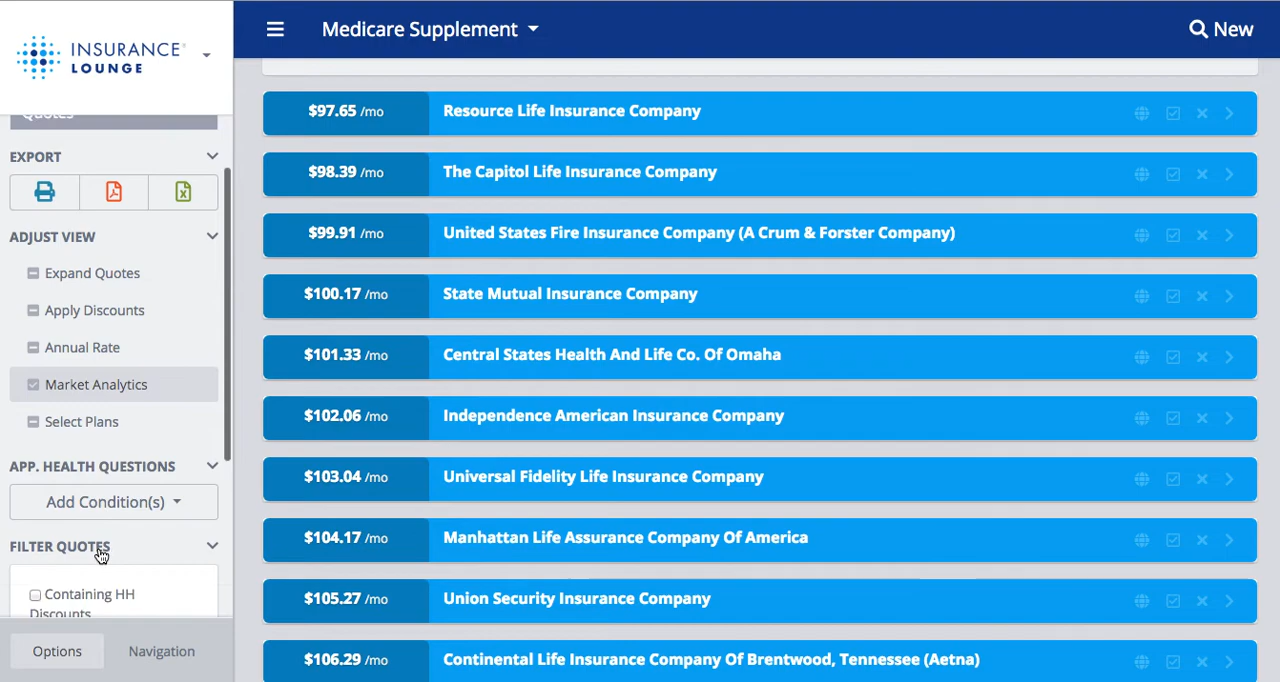 INSURANCE
LOUNGE
Medicare Supplement
New
Quotes
EXPORT
ADJUST VIEW
Expand Quotes
Apply Discounts
Annual Rate
Market Analytics
Select Plans
APP. HEALTH QUESTIONS
Add Condition(s)
FILTER QUOTES
Containing HH
Discounts
Options Navigation
$97.65 /mo Resource Life Insurance Company
$98.39 /mo The Capitol Life Insurance Company
$99.91 /mo United States Fire Insurance Company (A Crum & Forster Company)
$100.17 /mo State Mutual Insurance Company
$101.33 /mo Central States Health And Life Co. Of Omaha
$102.06 /mo Independence American Insurance Company
$103.04 /mo Universal Fidelity Life Insurance Company
$104.17 /mo Manhattan Life Assurance Company Of America
$105.27 /mo Union Security Insurance Company
$106.29 /mo Continental Life Insurance Company Of Brentwood, Tennessee (Aetna)